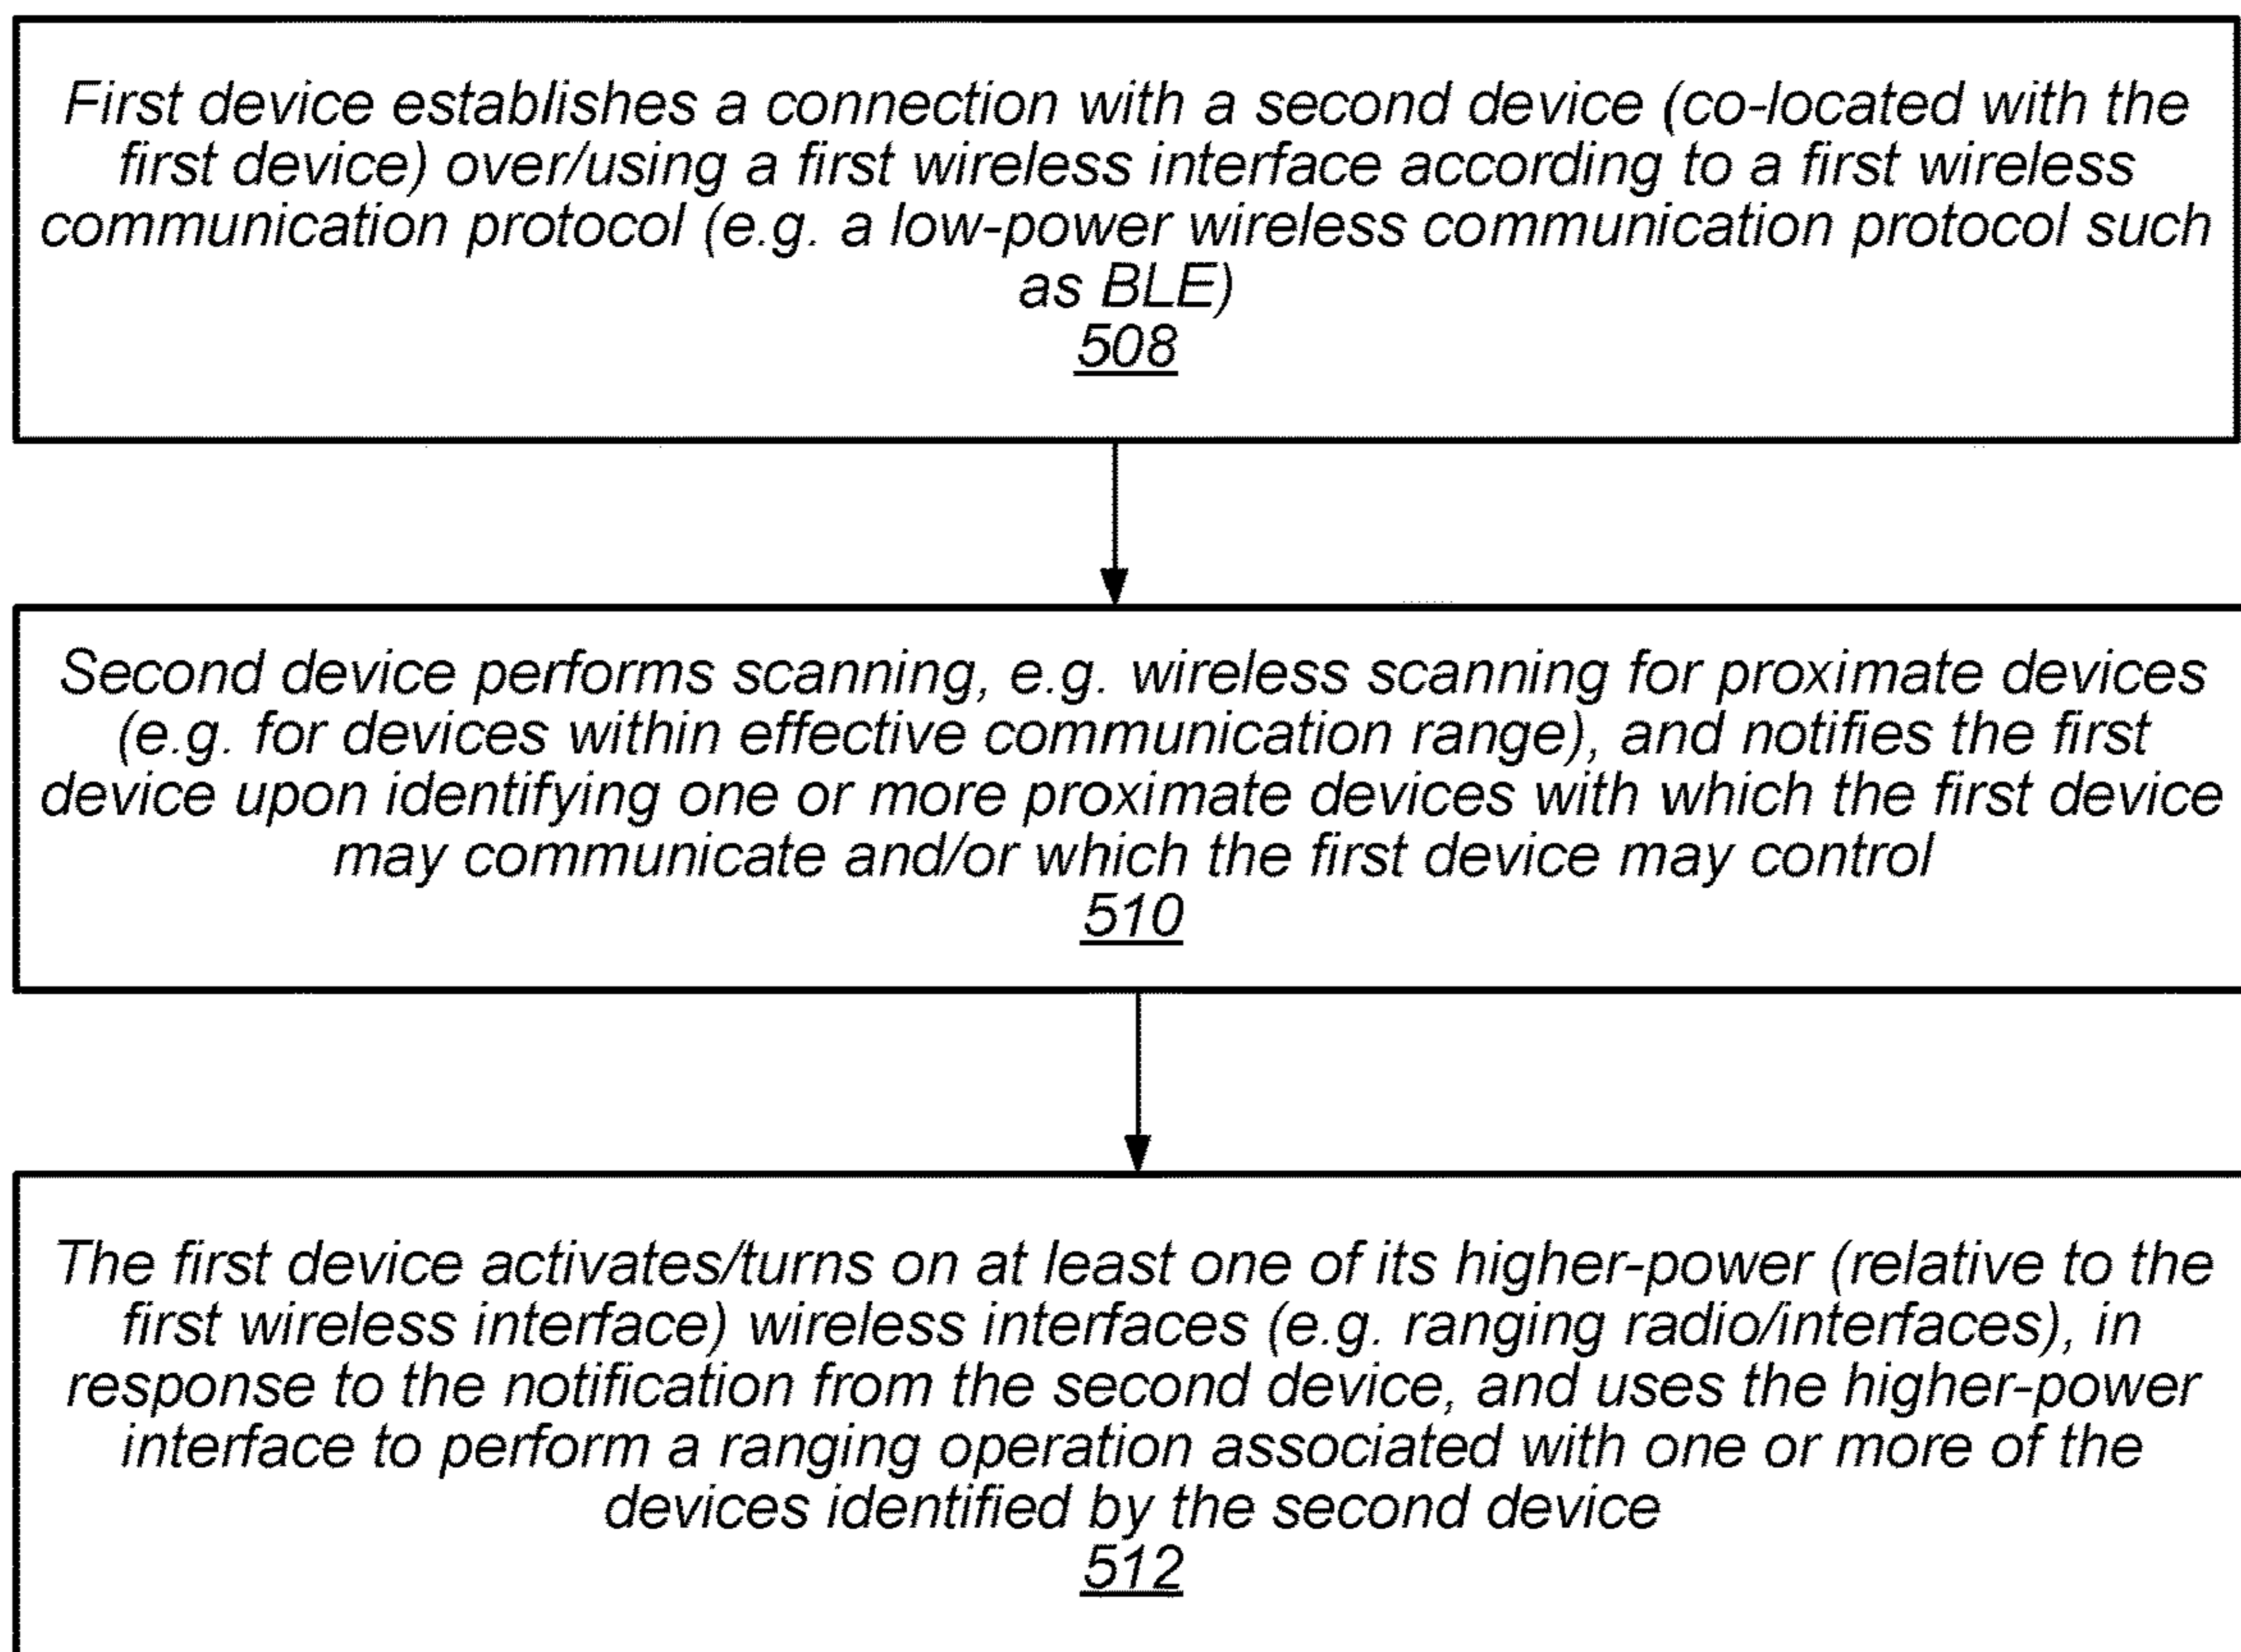 First device establishes a connection with a second device (co-located with the
first device) over/using a first wireless interface according to a first wireless
communication protocol (e.g. a low-power wireless communication protocol such
as BLE)
508
Second device performs scanning, e.g. wireless scanning for proximate devices
(e.g. for devices within effective communication range), and notifies the first
device upon identifying one or more proximate devices with which the first device
may communicate and/or which the first device may control
510
The first device activates/turns on at least one of its higher-power (relative to the
first wireless interface) wireless interfaces (e.g. ranging radio/interfaces), in
response to the notification from the second device, and uses the higher-power
interface to perform a ranging operation associated with one or more of the
devices identified by the second device
512